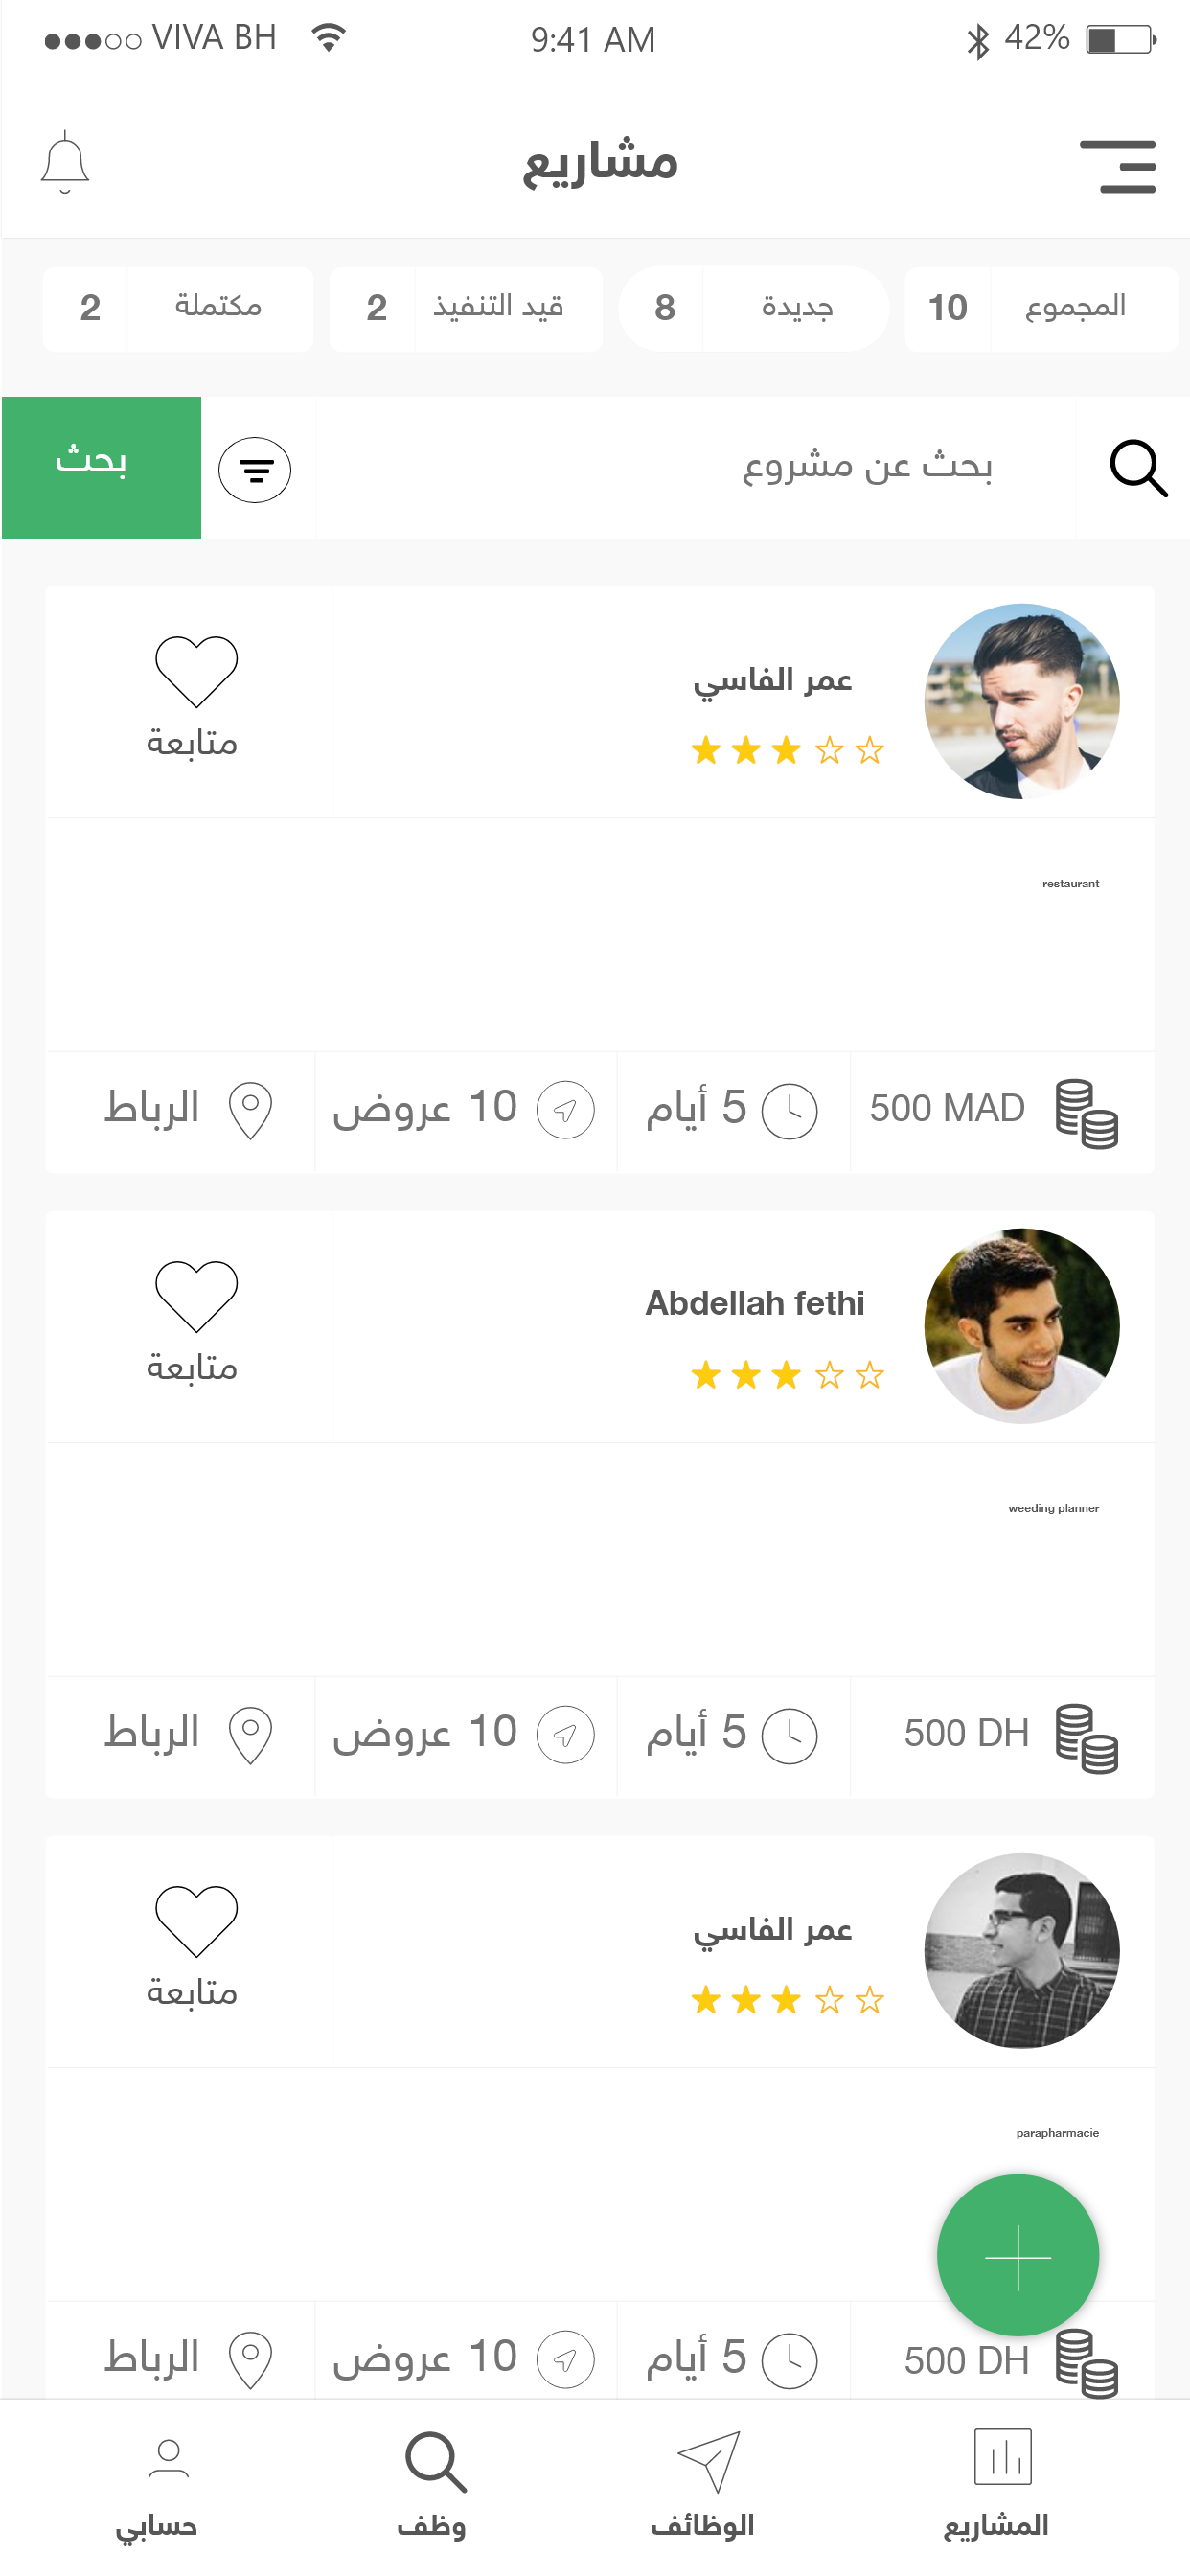 VIVA BH 9:41 AM 42%
مشاريع
المجموع 10 جديدة 8 قيد التنفيذ 2 مكتملة 2
بحث عن مشروع بحث
عمر الفاسي
متابعة
restaurant
500 MAD 5 أيام 10 عروض الرباط
Abdellah fethi
متابعة
weeding planner
500 DH 5 أيام 10 عروض الرباط
عمر الفاسي
متابعة
parapharmacie
500 DH 5 أيام 10 عروض الرباط
المشاريع الوظائف وظف حسابي